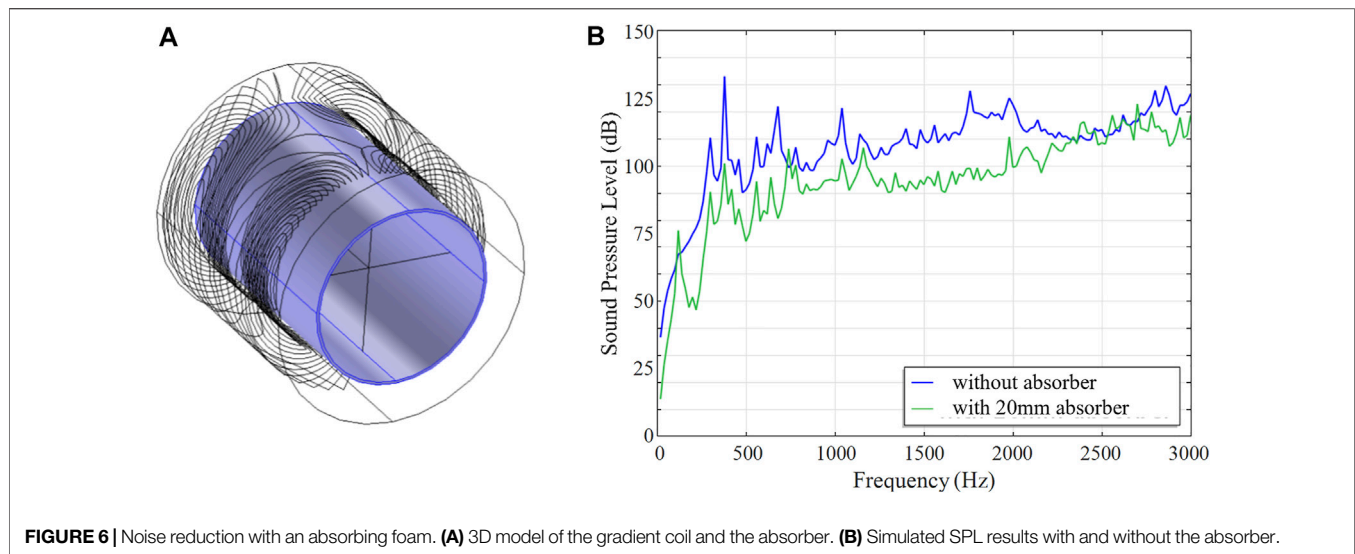 A
B
150
125
100
75
50
25
0
Sound Pressure Level (dB)
without absorber
with 20mm absorber
0 500 1000 1500 2000 2500 3000
Frequency (Hz)
FIGURE 6 | Noise reduction with an absorbing foam. (A) 3D model of the gradient coil and the absorber. (B) Simulated SPL results with and without the absorber.